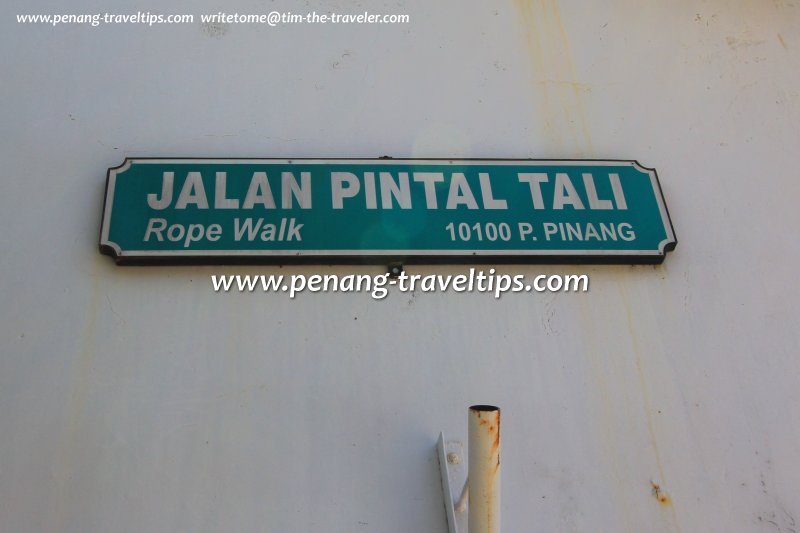 www.penang-traveltips.com writetome@tim-the-traveler.com
JALAN PINTAL TALI
Rope Walk 10100 P. PINANG
www.penang-traveltips.com